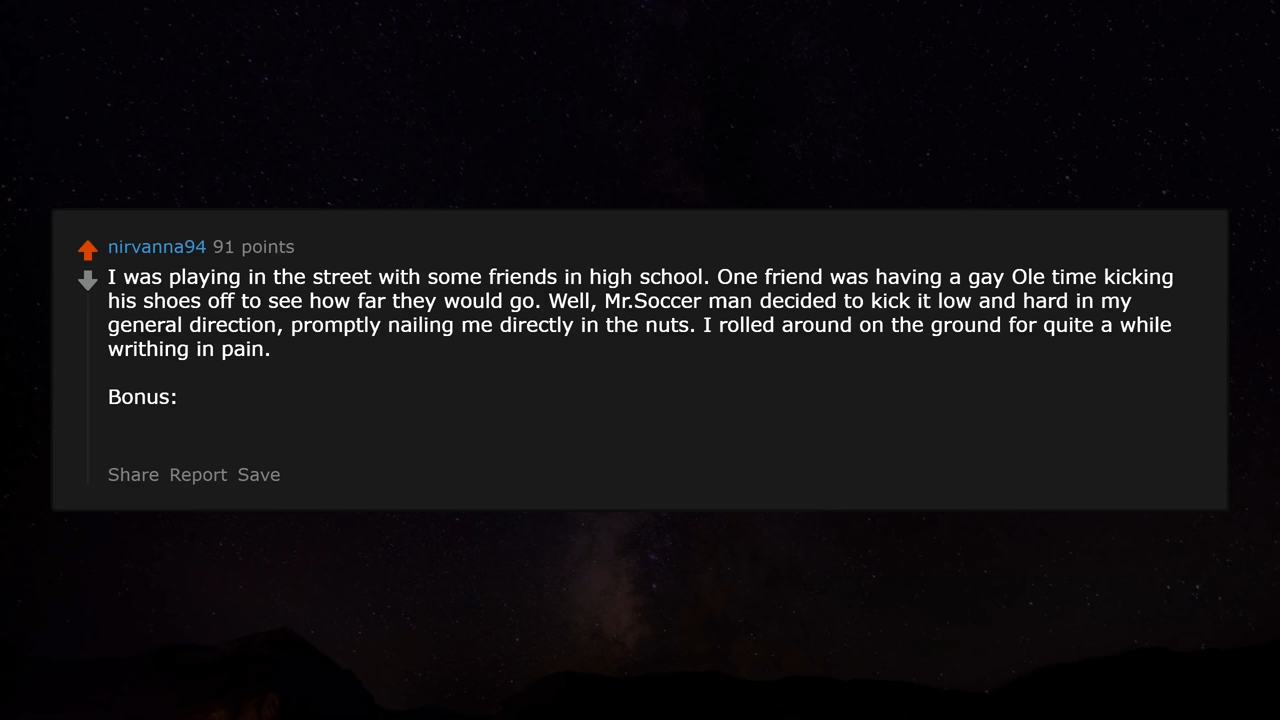 nirvanna94 91 points
I was playing in the street with some friends in high school. One friend was having a gay Ole time kicking
his shoes off to see how far they would go. Well, Mr.Soccer man decided to kick it low and hard in my
general direction, promptly nailing me directly in the nuts. I rolled around on the ground for quite a while
writhing in pain.
Bonus:
Share Report Save